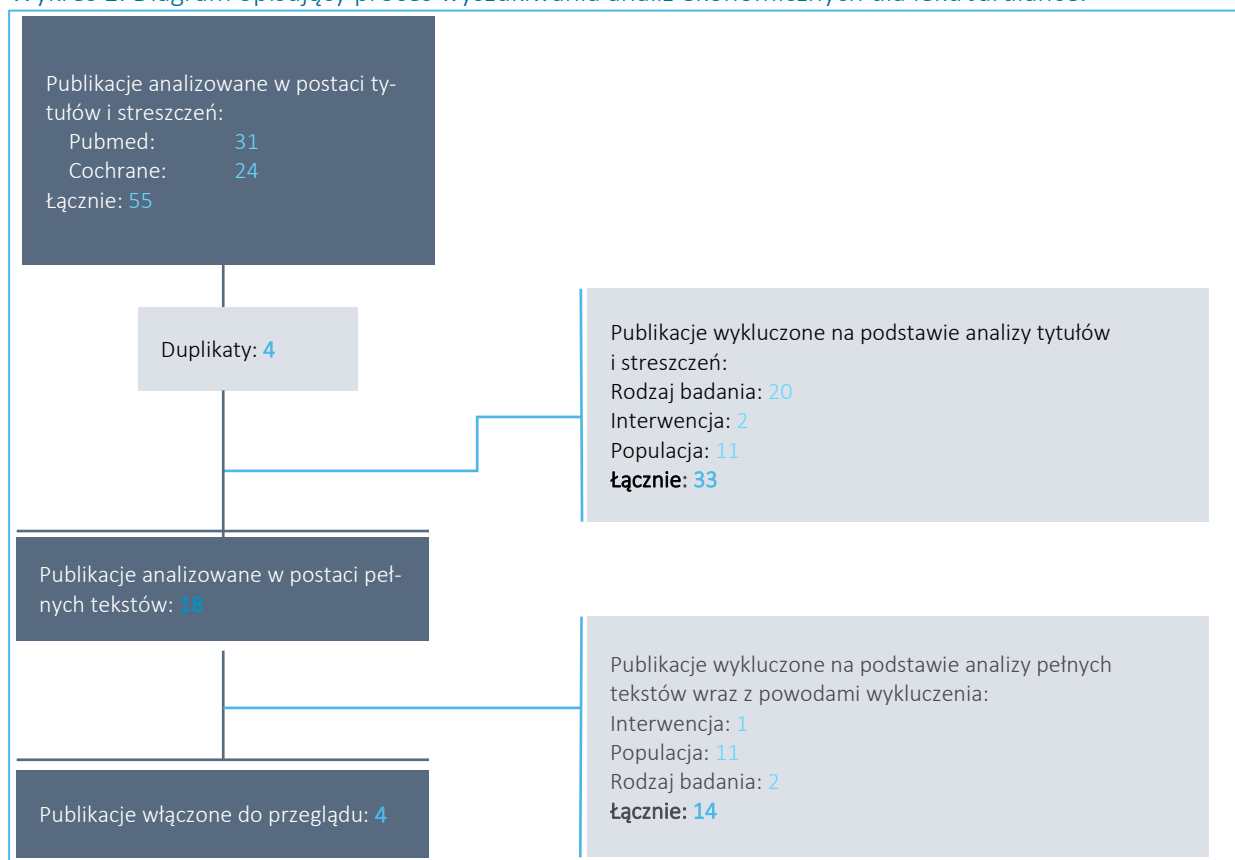 Publikacje analizowane w postaci ty-
tułów i streszczeń:
Pubmed: 31
Cochrane: 24
Łącznie: 55
Duplikaty: 4
Publikacje wykluczone na podstawie analizy tytułów
i streszczeń:
Rodzaj badania: 20
Interwencja: 2
Populacja: 11
Łącznie: 33
Publikacje analizowane w postaci peł-
nych tekstów: 18
Publikacje wykluczone na podstawie analizy pełnych
tekstów wraz z powodami wykluczenia:
Interwencja: 1
Populacja: 11
Rodzaj badania: 2
Łącznie: 14
Publikacje włączone do przeglądu: 4